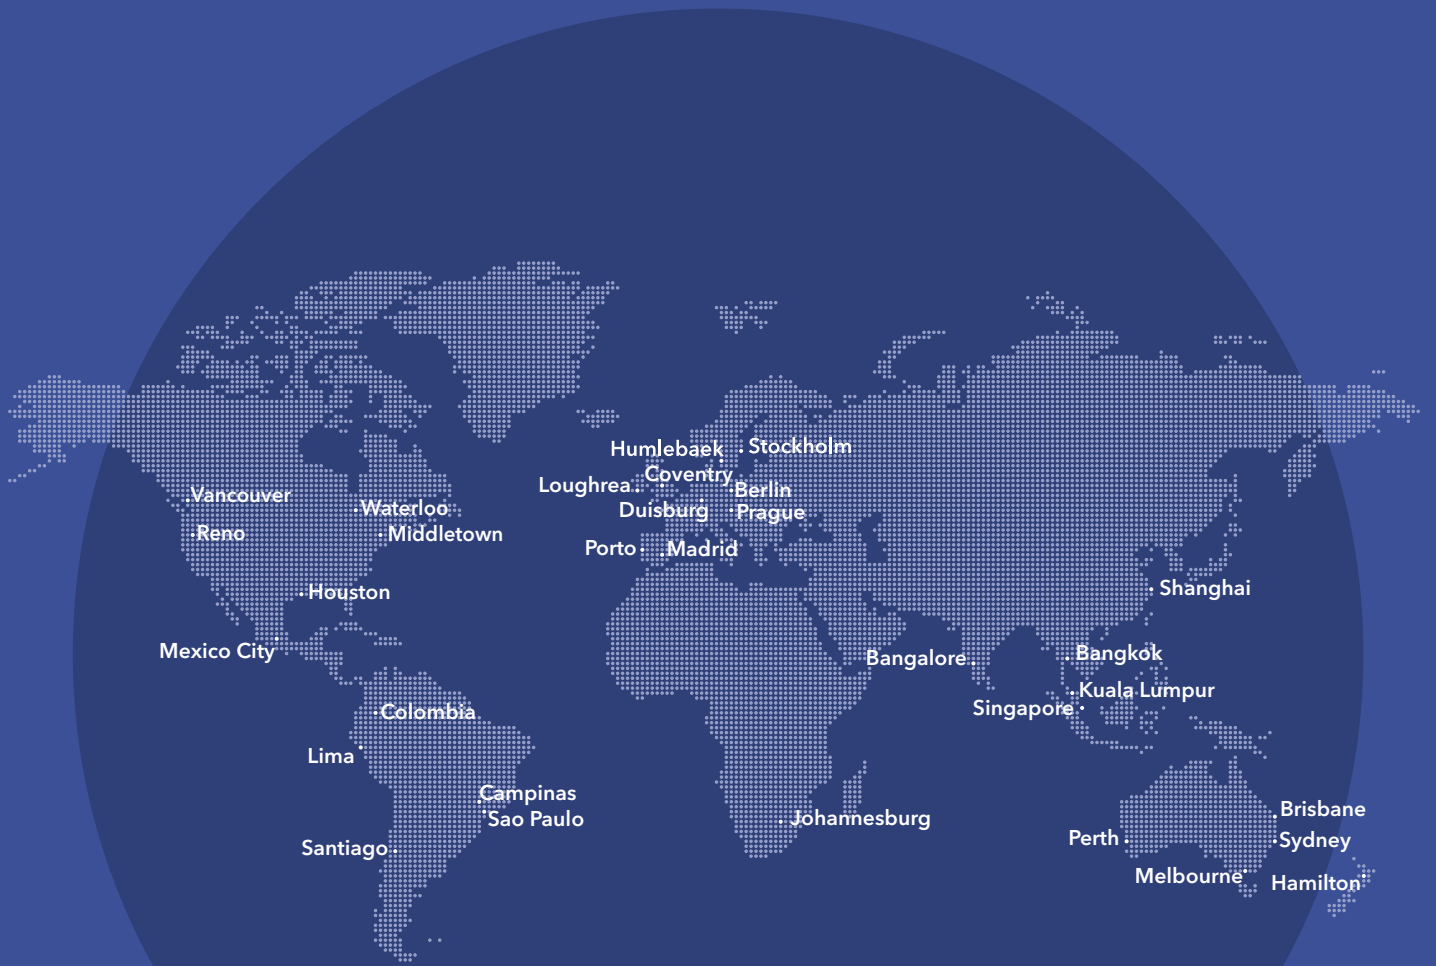 Humlebaek
Stockholm
Coventry
Loughrea
Berlin
Vancouver
Waterloo
Duisburg
Prague
Reno
Middletown
Porto
Madrid
Houston
Shanghai
Mexico City
Bangalore
Bangkok
Kuala Lumpur
Singapore
Colombia
Lima
Campinas
Sao Paulo
Johannesburg
Brisbane
Perth
Sydney
Santiago
Melbourne
Hamilton